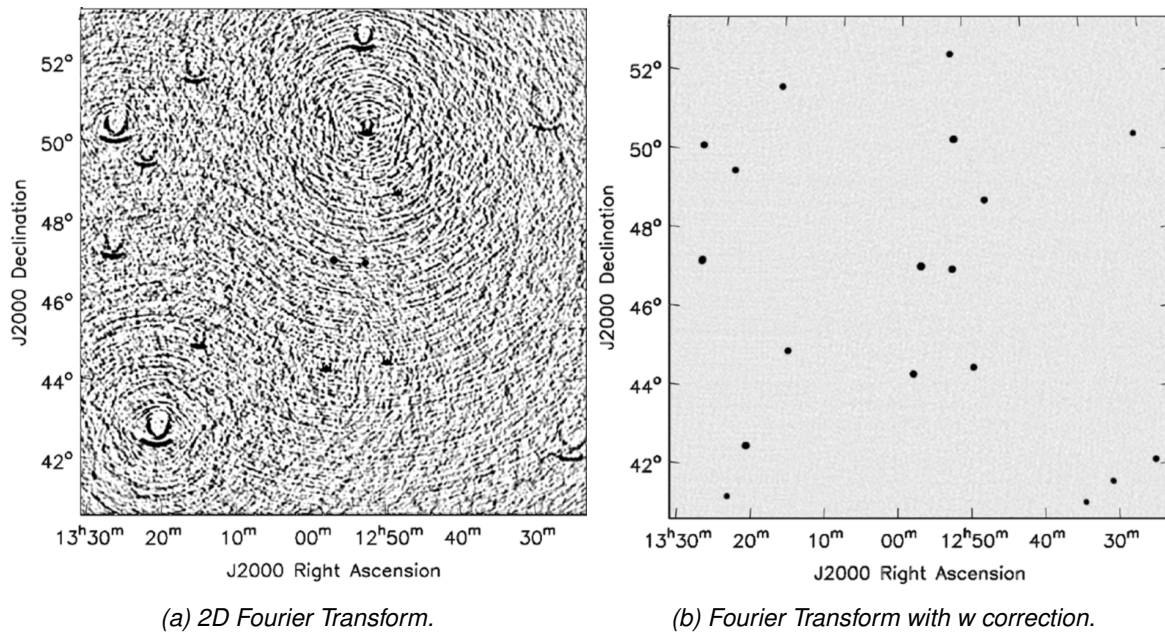 52°
50°
48°
46°
44°
42°
J2000 Declination
13ʰ30ᵐ 20ᵐ 10ᵐ 00ᵐ 12ʰ50ᵐ 40ᵐ 30ᵐ
J2000 Right Ascension
(a) 2D Fourier Transform.
52°
50°
48°
46°
44°
42°
J2000 Declination
13ʰ30ᵐ 20ᵐ 10ᵐ 00ᵐ 12ʰ50ᵐ 40ᵐ 30ᵐ
J2000 Right Ascension
(b) Fourier Transform with w correction.